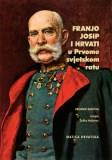 FRANJO
JOSIP
I HRVATI
u Prvome
svjetskom
ratu
MATICA HRVATSKA